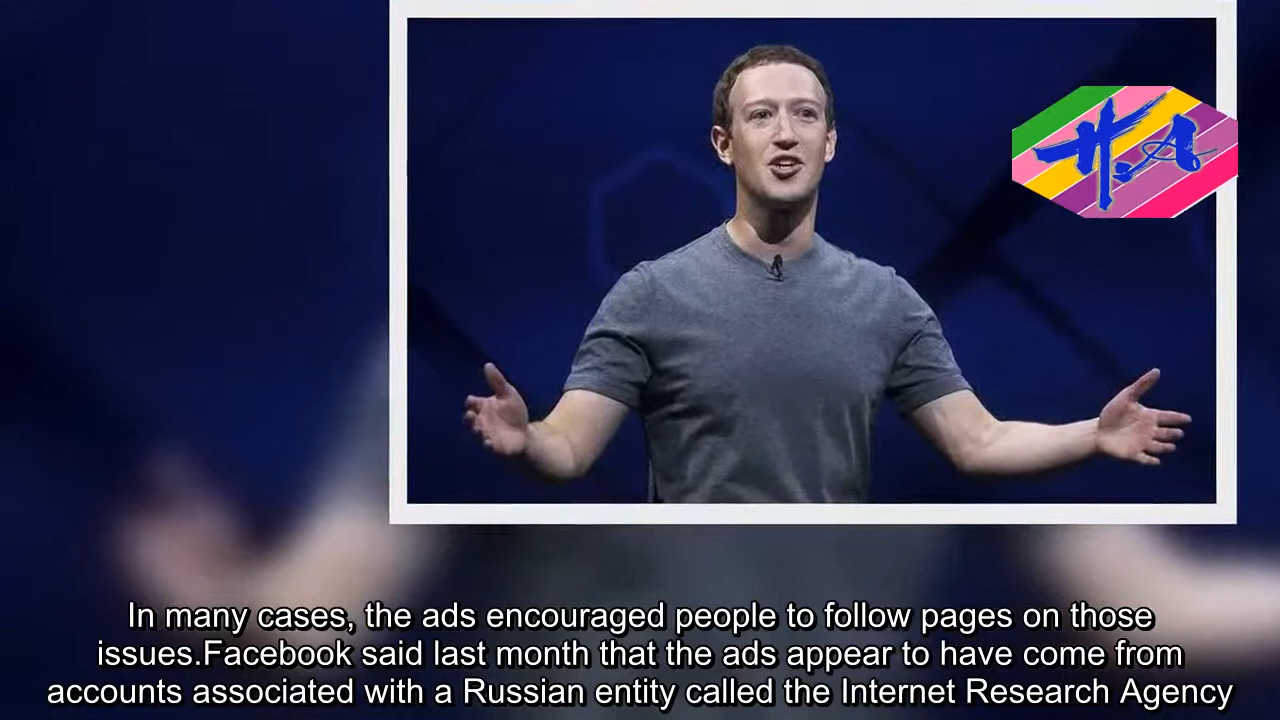 H.A
In many cases, the ads encouraged people to follow pages on those
issues.Facebook said last month that the ads appear to have come from
accounts associated with a Russian entity called the Internet Research Agency